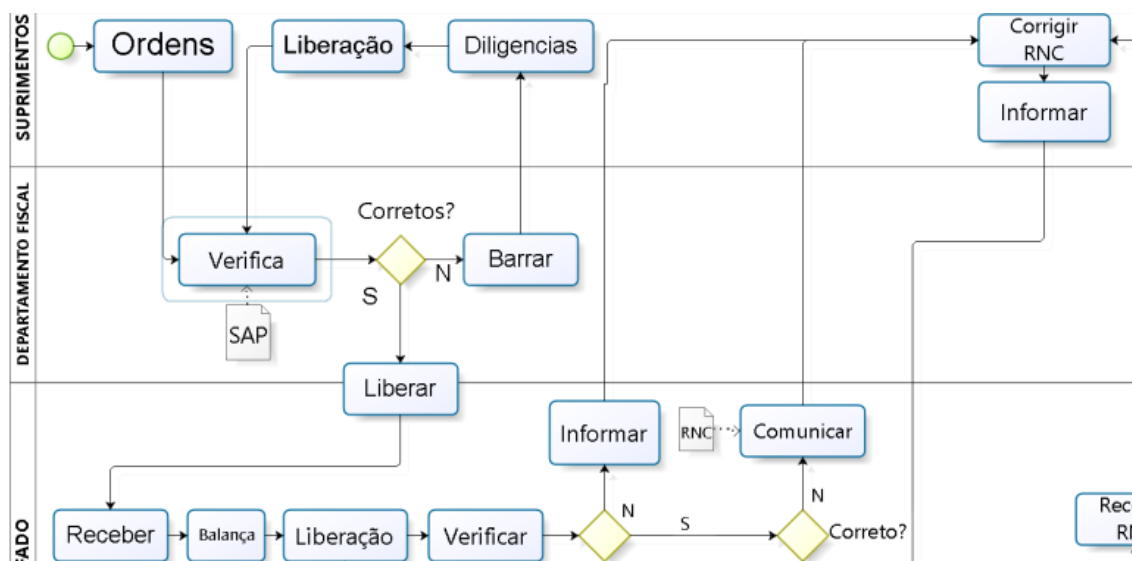 SUPRIMENTOS
Ordens
Liberação
Diligencias
Corrigir
RNC
Informar
DEPARTAMENTO FISCAL
Corretos?
Verifica
N
Barrar
S
SAP
Liberar
Informar
RNC
Comunicar
N
N
S
Correto?
Receber
Balança
Liberação
Verificar